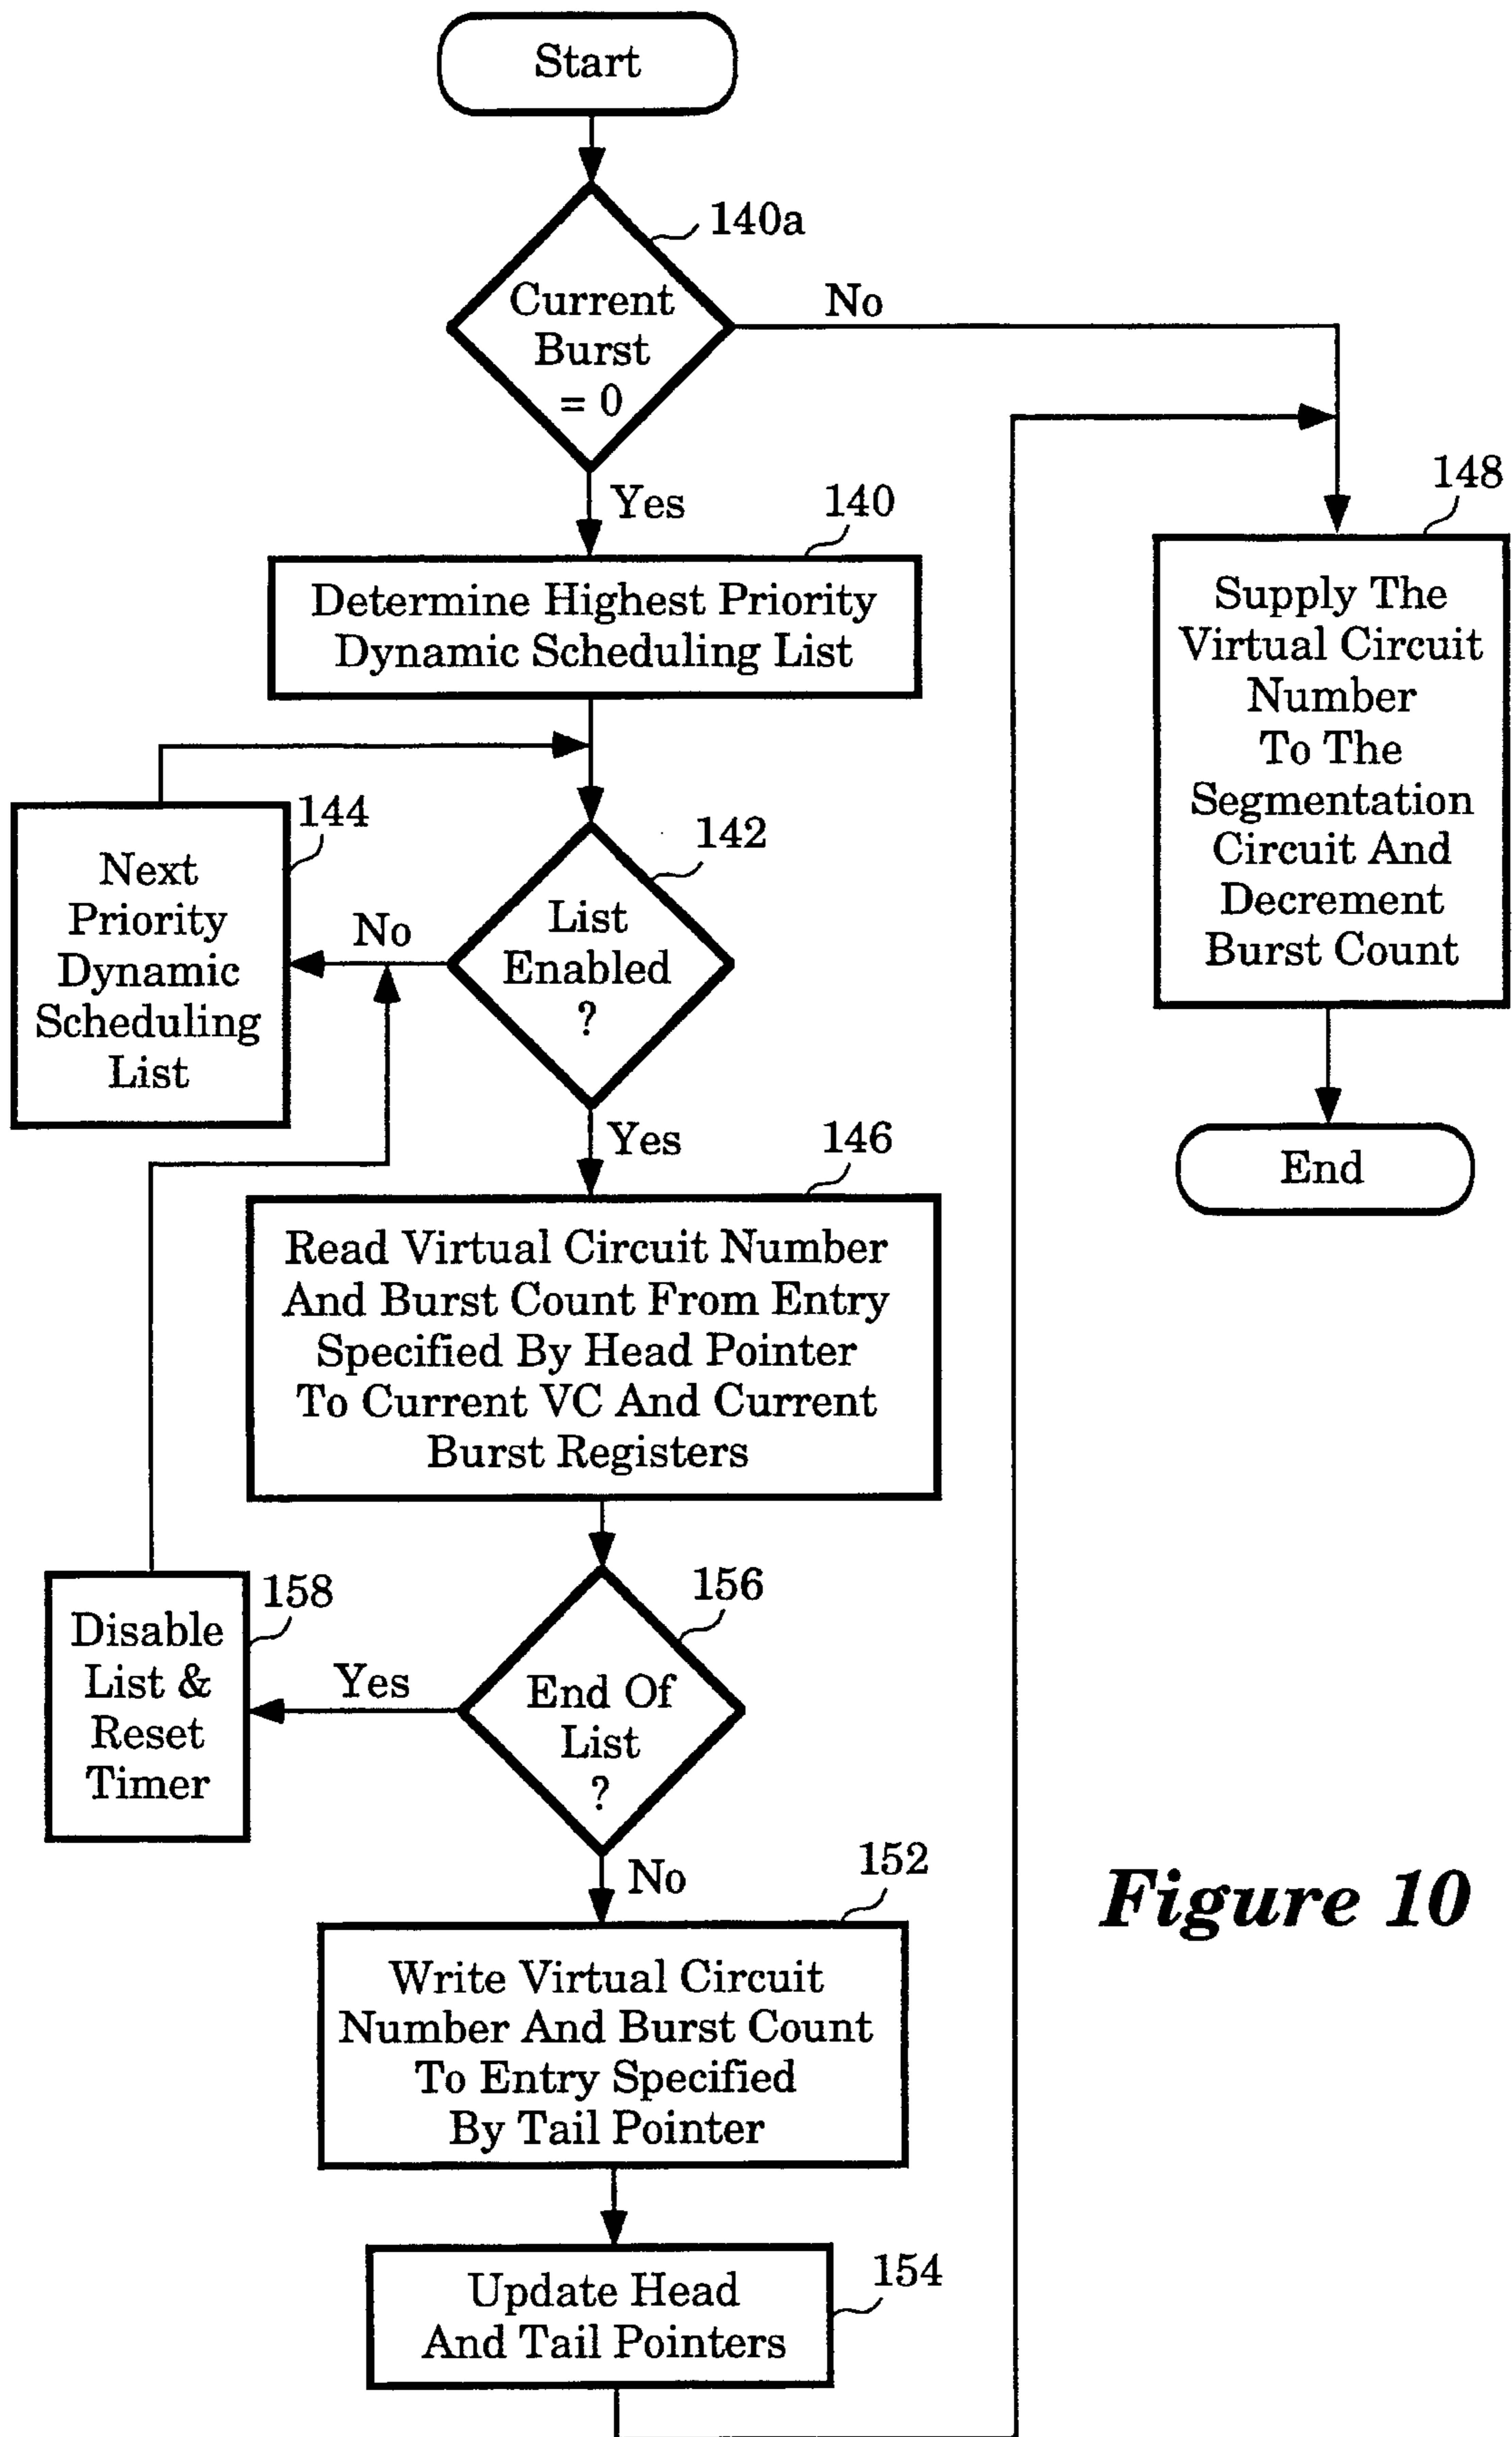 Start
140a
Current
Burst
= 0
No
Yes
140
Determine Highest Priority
Dynamic Scheduling List
148
Supply The
Virtual Circuit
Number
To The
Segmentation
Circuit And
Decrement
Burst Count
End
144
Next
Priority
Dynamic
Scheduling
List
142
List
Enabled
?
No
Yes
146
Read Virtual Circuit Number
And Burst Count From Entry
Specified By Head Pointer
To Current VC And Current
Burst Registers
156
End Of
List
?
Yes
158
Disable
List &
Reset
Timer
No
152
Write Virtual Circuit
Number And Burst Count
To Entry Specified
By Tail Pointer
154
Update Head
And Tail Pointers
Figure 10